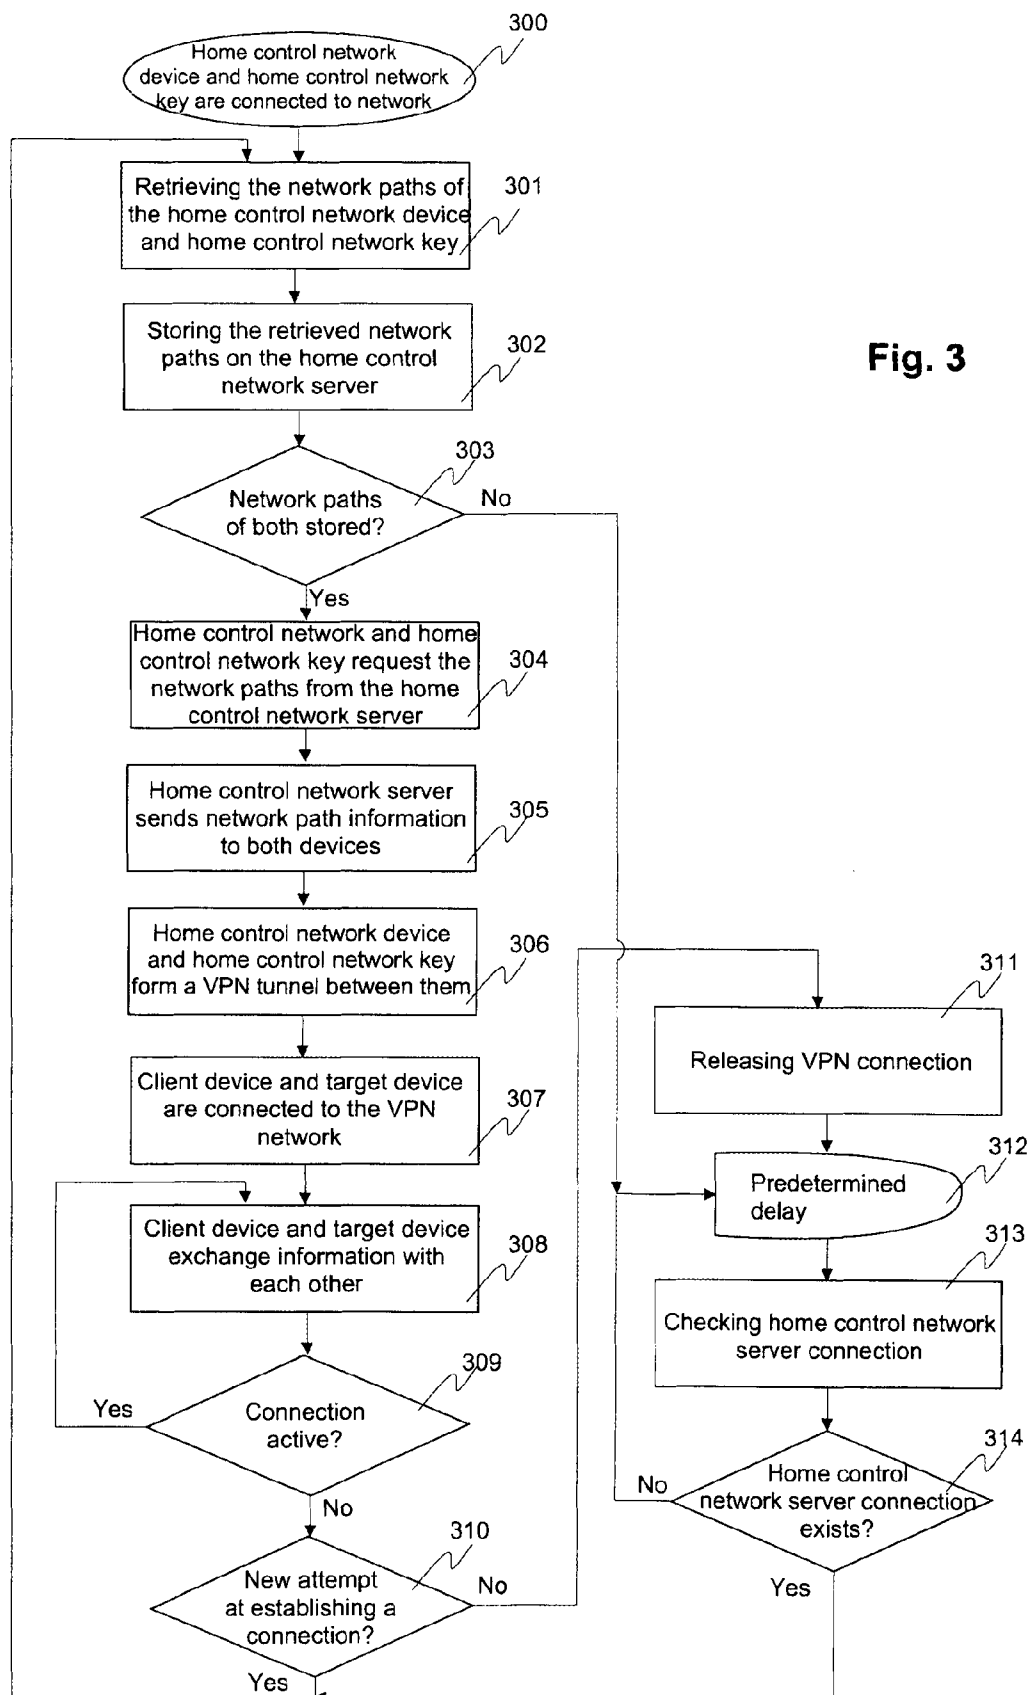 300
Home control network
device and home control network
key are connected to network
301
Retrieving the network paths of
the home control network device
and home control network key
302
Storing the retrieved network
paths on the home control
network server
Fig. 3
303
Network paths
of both stored?
No
Yes
304
Home control network and home
control network key request the
network paths from the home
control network server
305
Home control network server
sends network path information
to both devices
306
Home control network device
and home control network key
form a VPN tunnel between them
307
Client device and target device
are connected to the VPN
network
308
Client device and target device
exchange information with
each other
309
Connection
active?
Yes
No
310
New attempt
at establishing a
connection?
No
Yes
311
Releasing VPN connection
312
Predetermined
delay
313
Checking home control network
server connection
314
Home control
network server connection
exists?
No
Yes